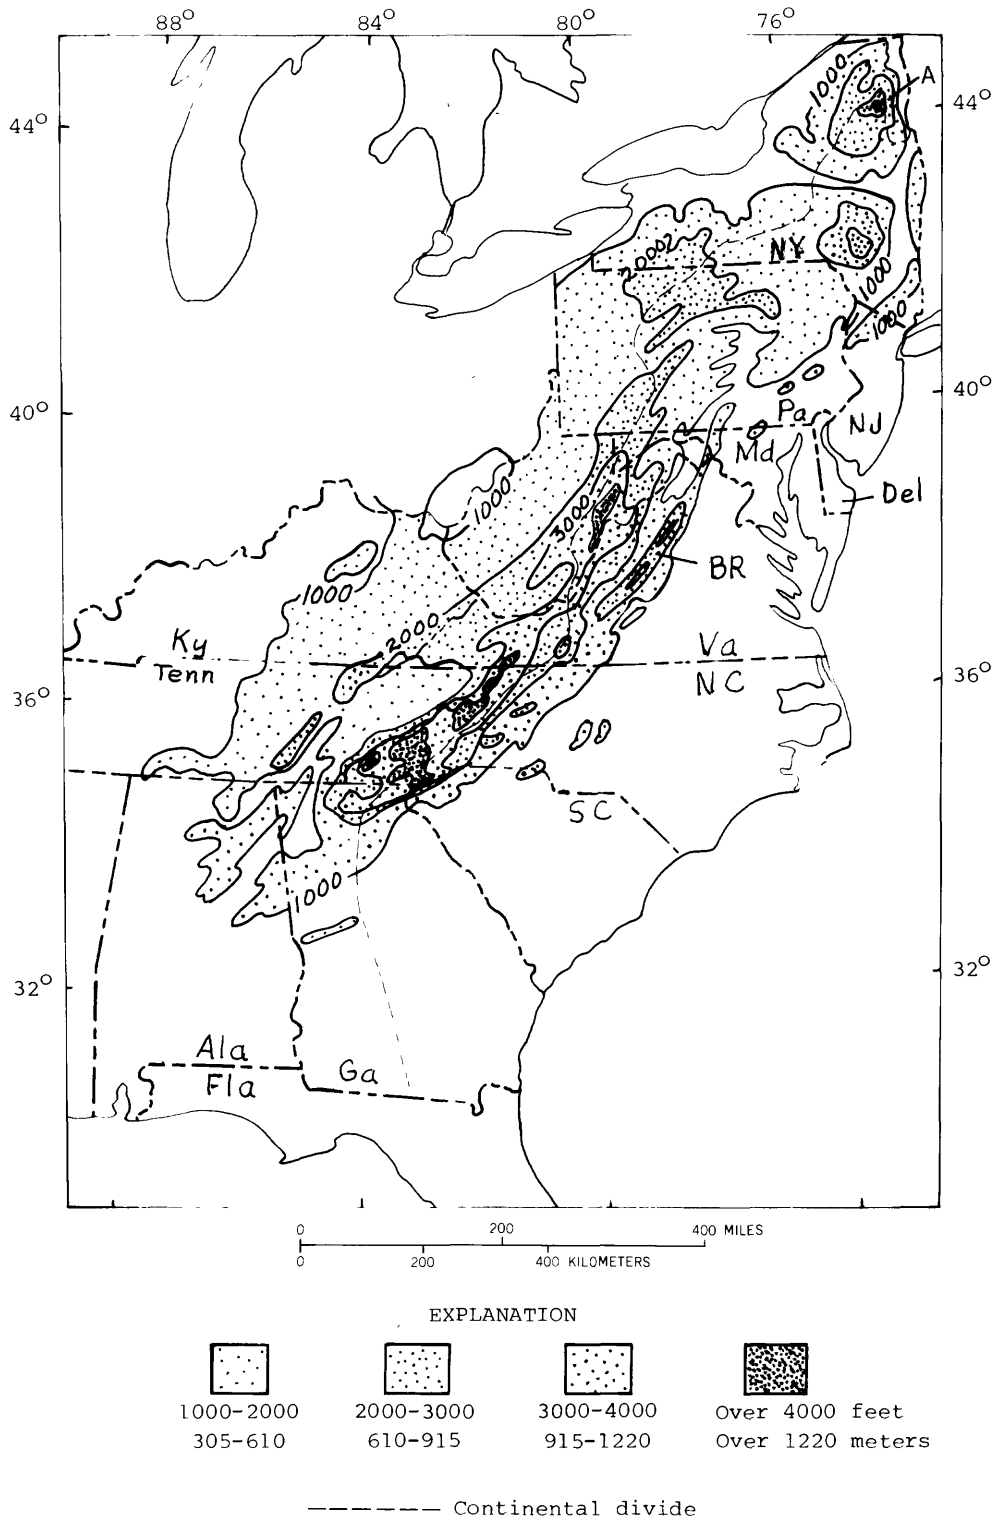 88° 84° 80° 76°
1000
A
44° 44°
2000
NY
1000
1000
40° 40°
Pa
NJ
Md
Del
1000
3000
BR
1000
2000
Ky
Va
Tenn
NC
36° 36°
SC
1000
32° 32°
Ala
Fla
Ga
0 200 400 MILES
0 200 400 KILOMETERS
EXPLANATION
1000-2000 2000-3000 3000-4000 Over 4000 feet
305-610 610-915 915-1220 Over 1220 meters
Continental divide